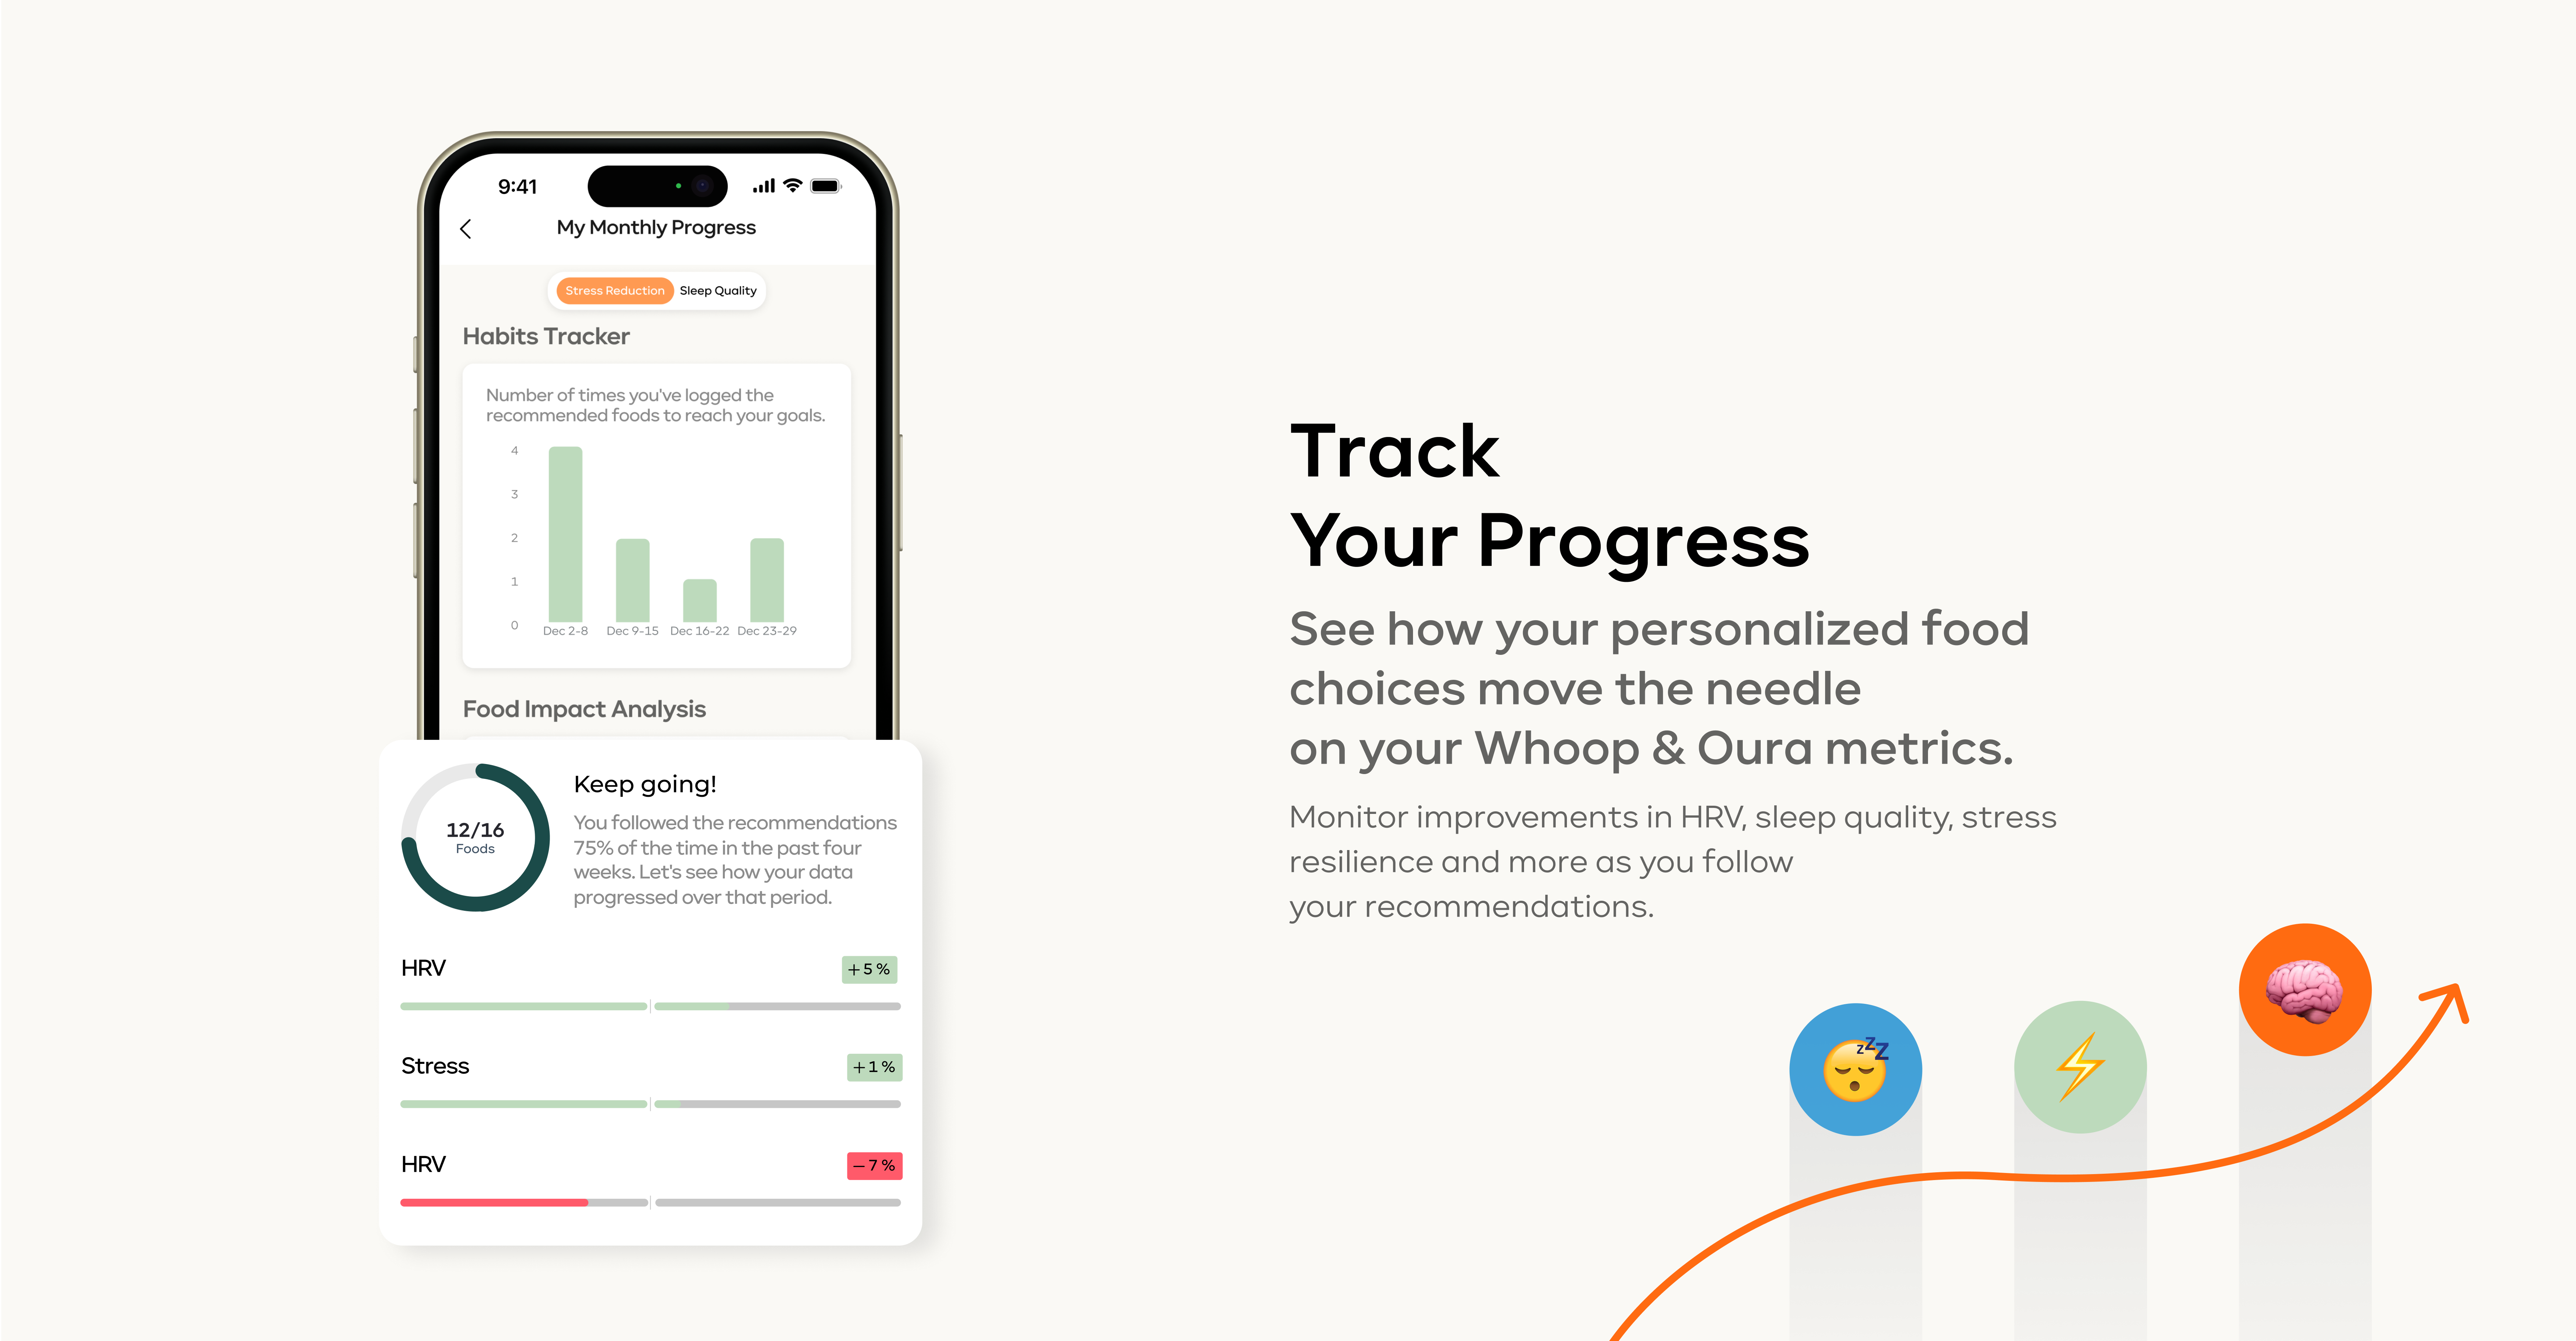 9:41
My Monthly Progress
Stress Reduction Sleep Quality
Habits Tracker
Number of times you've logged the
recommended foods to reach your goals.
4
3
2
1
0
Dec 2-8 Dec 9-15 Dec 16-22 Dec 23-29
Food Impact Analysis
12/16
Foods
Keep going!
You followed the recommendations
75% of the time in the past four
weeks. Let's see how your data
progressed over that period.
HRV +5%
Stress +1%
HRV −7%
Track
Your Progress
See how your personalized food
choices move the needle
on your Whoop & Oura metrics.
Monitor improvements in HRV, sleep quality, stress
resilience and more as you follow
your recommendations.
zZZ